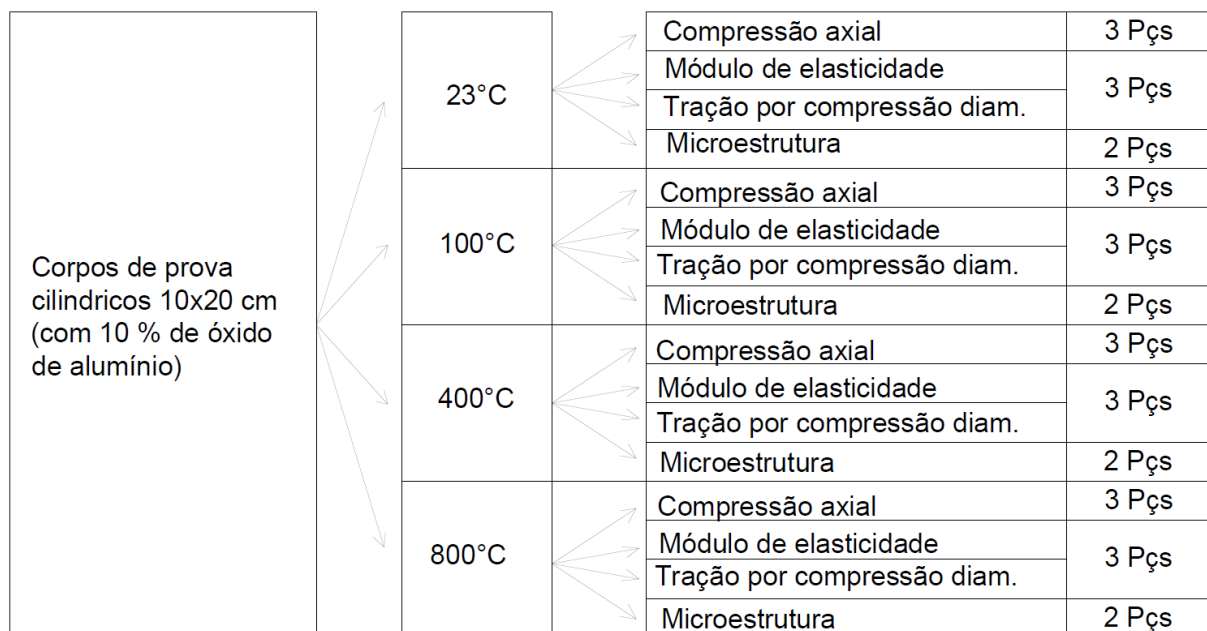 Corpos de prova
cilindricos 10x20 cm
(com 10 % de óxido
de alumínio)
23°C
Compressão axial 3 Pçs
Módulo de elasticidade
Tração por compressão diam.
3 Pçs
Microestrutura 2 Pçs
100°C
Compressão axial 3 Pçs
Módulo de elasticidade
Tração por compressão diam.
3 Pçs
Microestrutura 2 Pçs
400°C
Compressão axial 3 Pçs
Módulo de elasticidade
Tração por compressão diam.
3 Pçs
Microestrutura 2 Pçs
800°C
Compressão axial 3 Pçs
Módulo de elasticidade
Tração por compressão diam.
3 Pçs
Microestrutura 2 Pçs